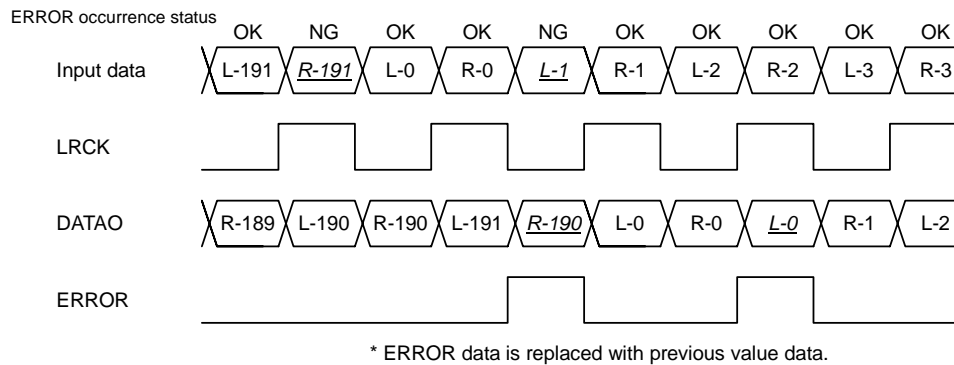 ERROR occurrence status
OK NG OK OK NG OK OK OK OK OK
Input data L-191 R-191 L-0 R-0 L-1 R-1 L-2 R-2 L-3 R-3
LRCK
DATAO R-189 L-190 R-190 L-191 R-190 L-0 R-0 L-0 R-1 L-2
ERROR
* ERROR data is replaced with previous value data.